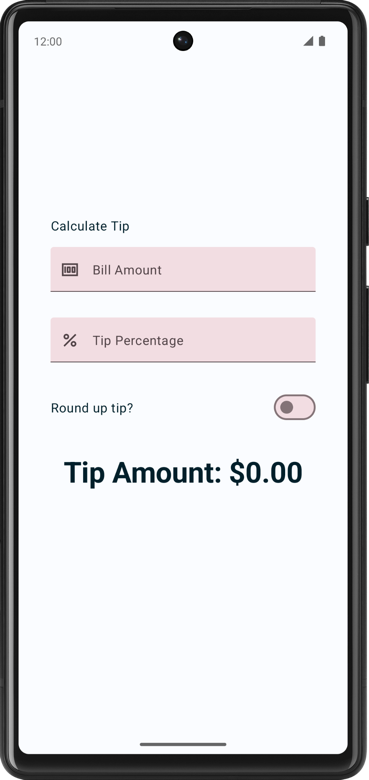 12:00
Calculate Tip
Bill Amount
Tip Percentage
Round up tip?
Tip Amount: $0.00